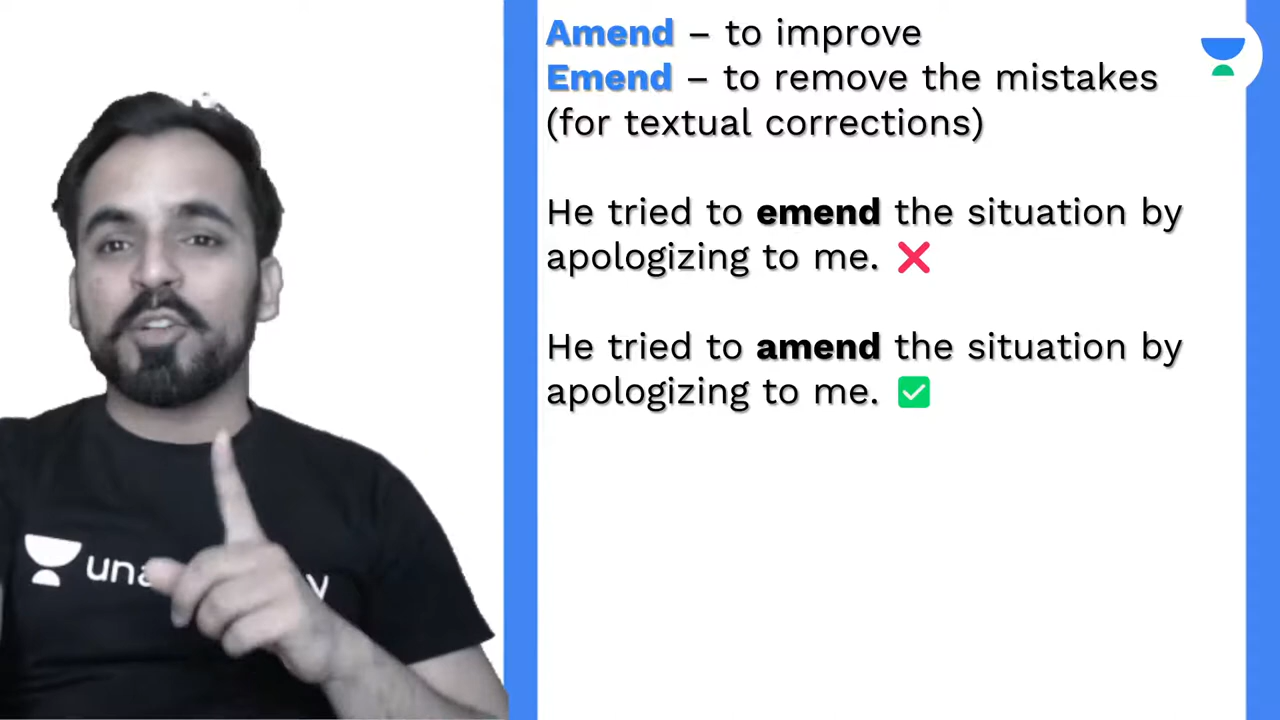 Amend – to improve
Emend – to remove the mistakes
(for textual corrections)
He tried to emend the situation by
apologizing to me. ❌
He tried to amend the situation by
apologizing to me. ✅